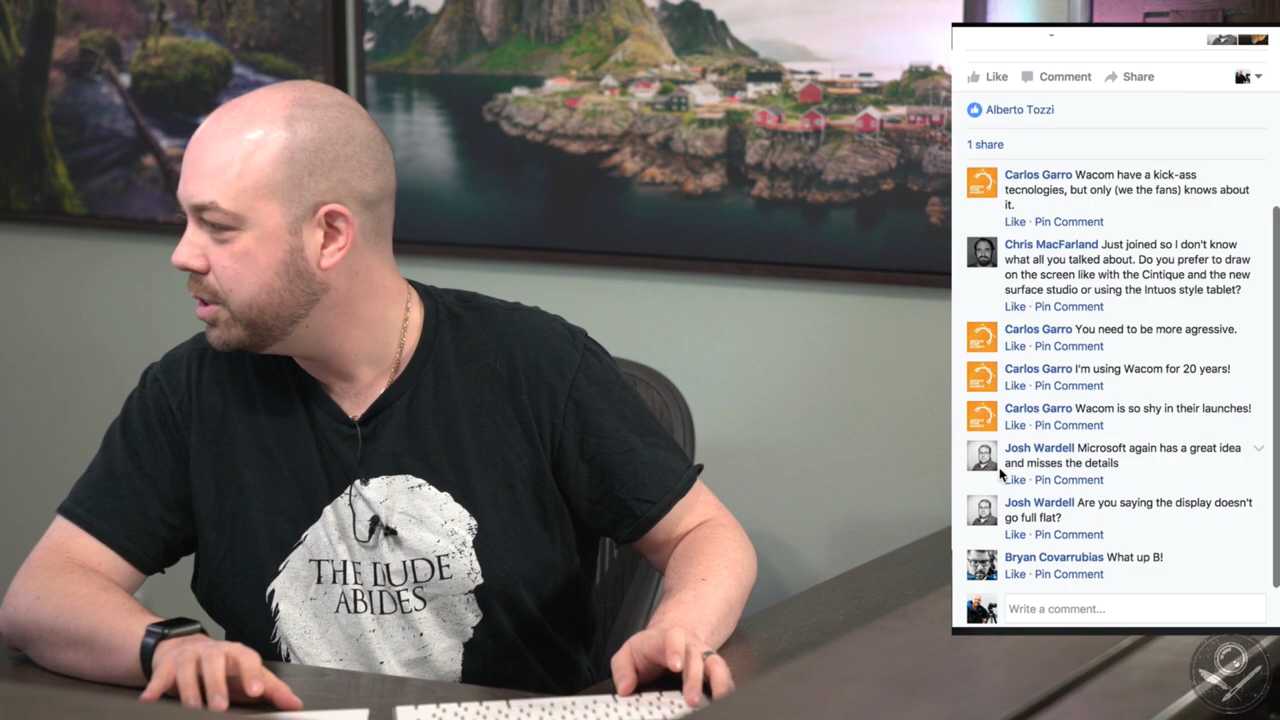 Like Comment Share
Alberto Tozzi
1 share
Carlos Garro Wacom have a kick-ass
tecnologies, but only (we the fans) knows about
it.
Like · Pin Comment
Chris MacFarland Just joined so I don't know
what all you talked about. Do you prefer to draw
on the screen like with the Cintique and the new
surface studio or using the Intuos style tablet?
Like · Pin Comment
Carlos Garro You need to be more agressive.
Like · Pin Comment
Carlos Garro I'm using Wacom for 20 years!
Like · Pin Comment
Carlos Garro Wacom is so shy in their launches!
Like · Pin Comment
Josh Wardell Microsoft again has a great idea
and misses the details
Like · Pin Comment
Josh Wardell Are you saying the display doesn't
go full flat?
Like · Pin Comment
Bryan Covarrubias What up B!
Like · Pin Comment
Write a comment...
THE DUDE
ABIDES